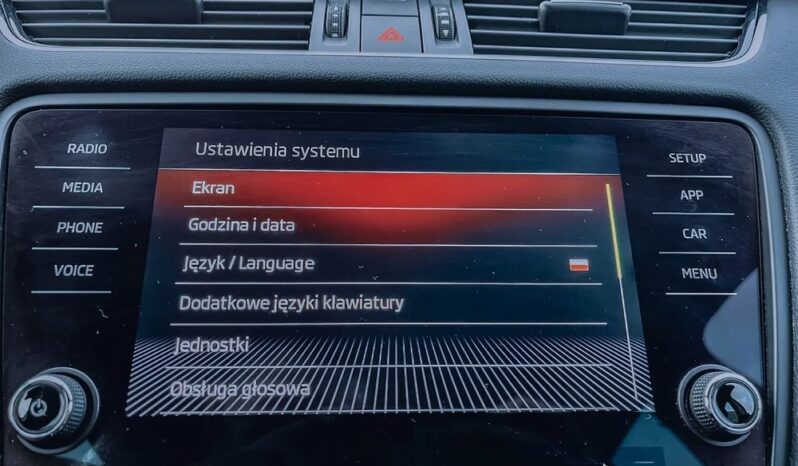 RADIO
MEDIA
PHONE
VOICE
Ustawienia systemu
Ekran
Godzina i data
Język / Language
Dodatkowe języki klawiatury
Jednostki
Obsługa głosowa
SETUP
APP
CAR
MENU